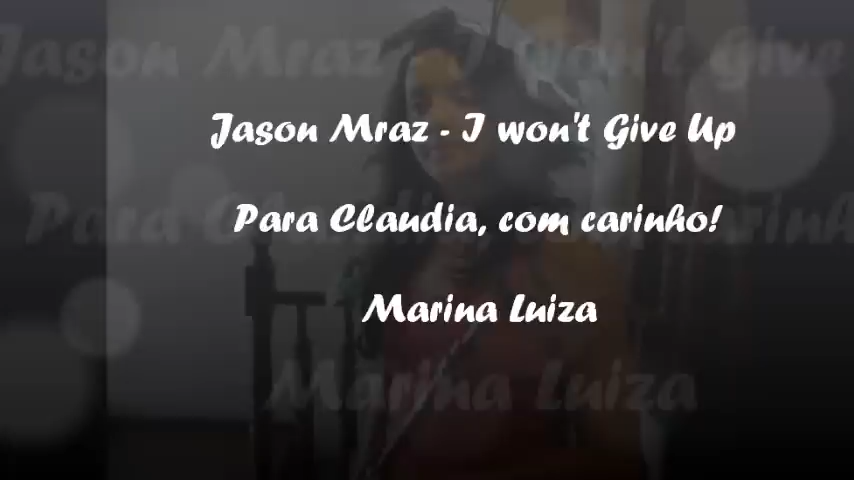 Jason Mraz - I won't Give Up
Para Claudia, com carinho!
Marina Luiza